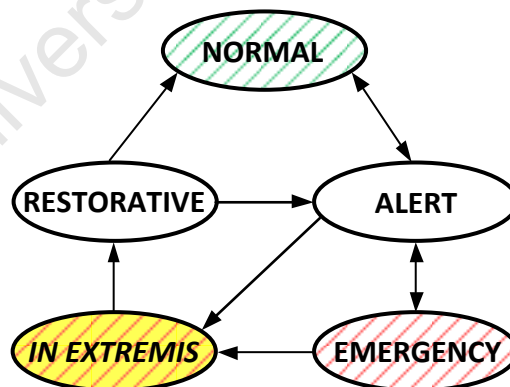 NORMAL
RESTORATIVE
ALERT
IN EXTREMIS
EMERGENCY